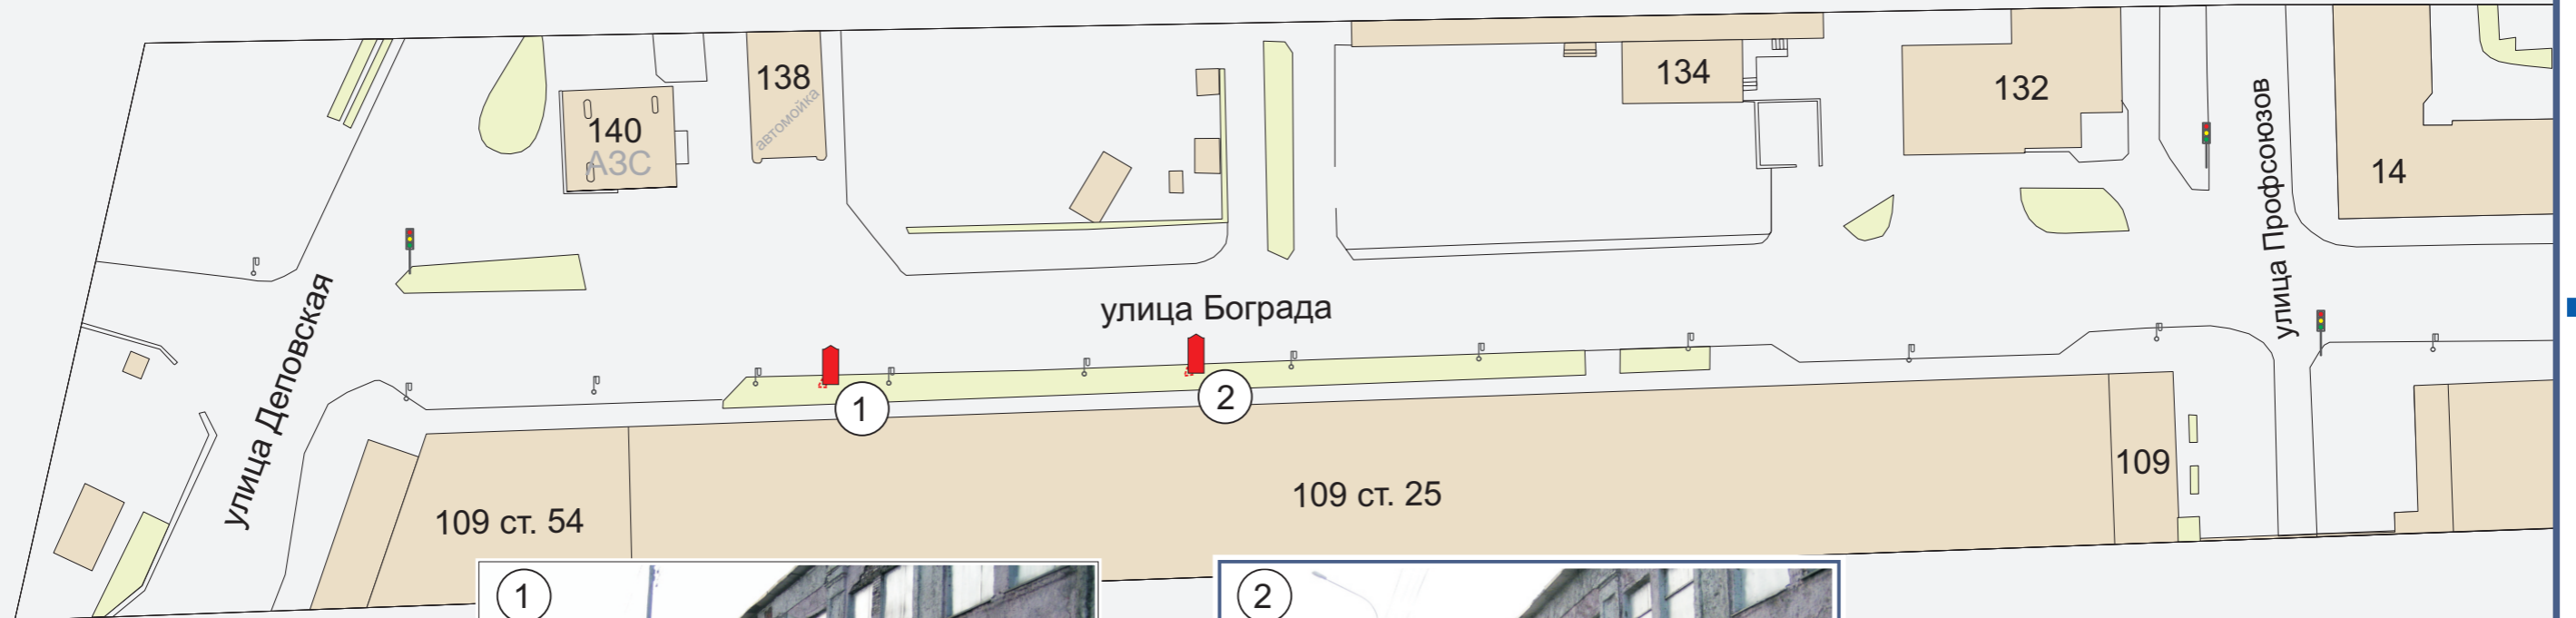 138
автомойка
140
АЗС
134
132
14
улица Профсоюзов
улица Деповская
улица Бограда
1
2
109 ст. 54
109 ст. 25
109
1
2